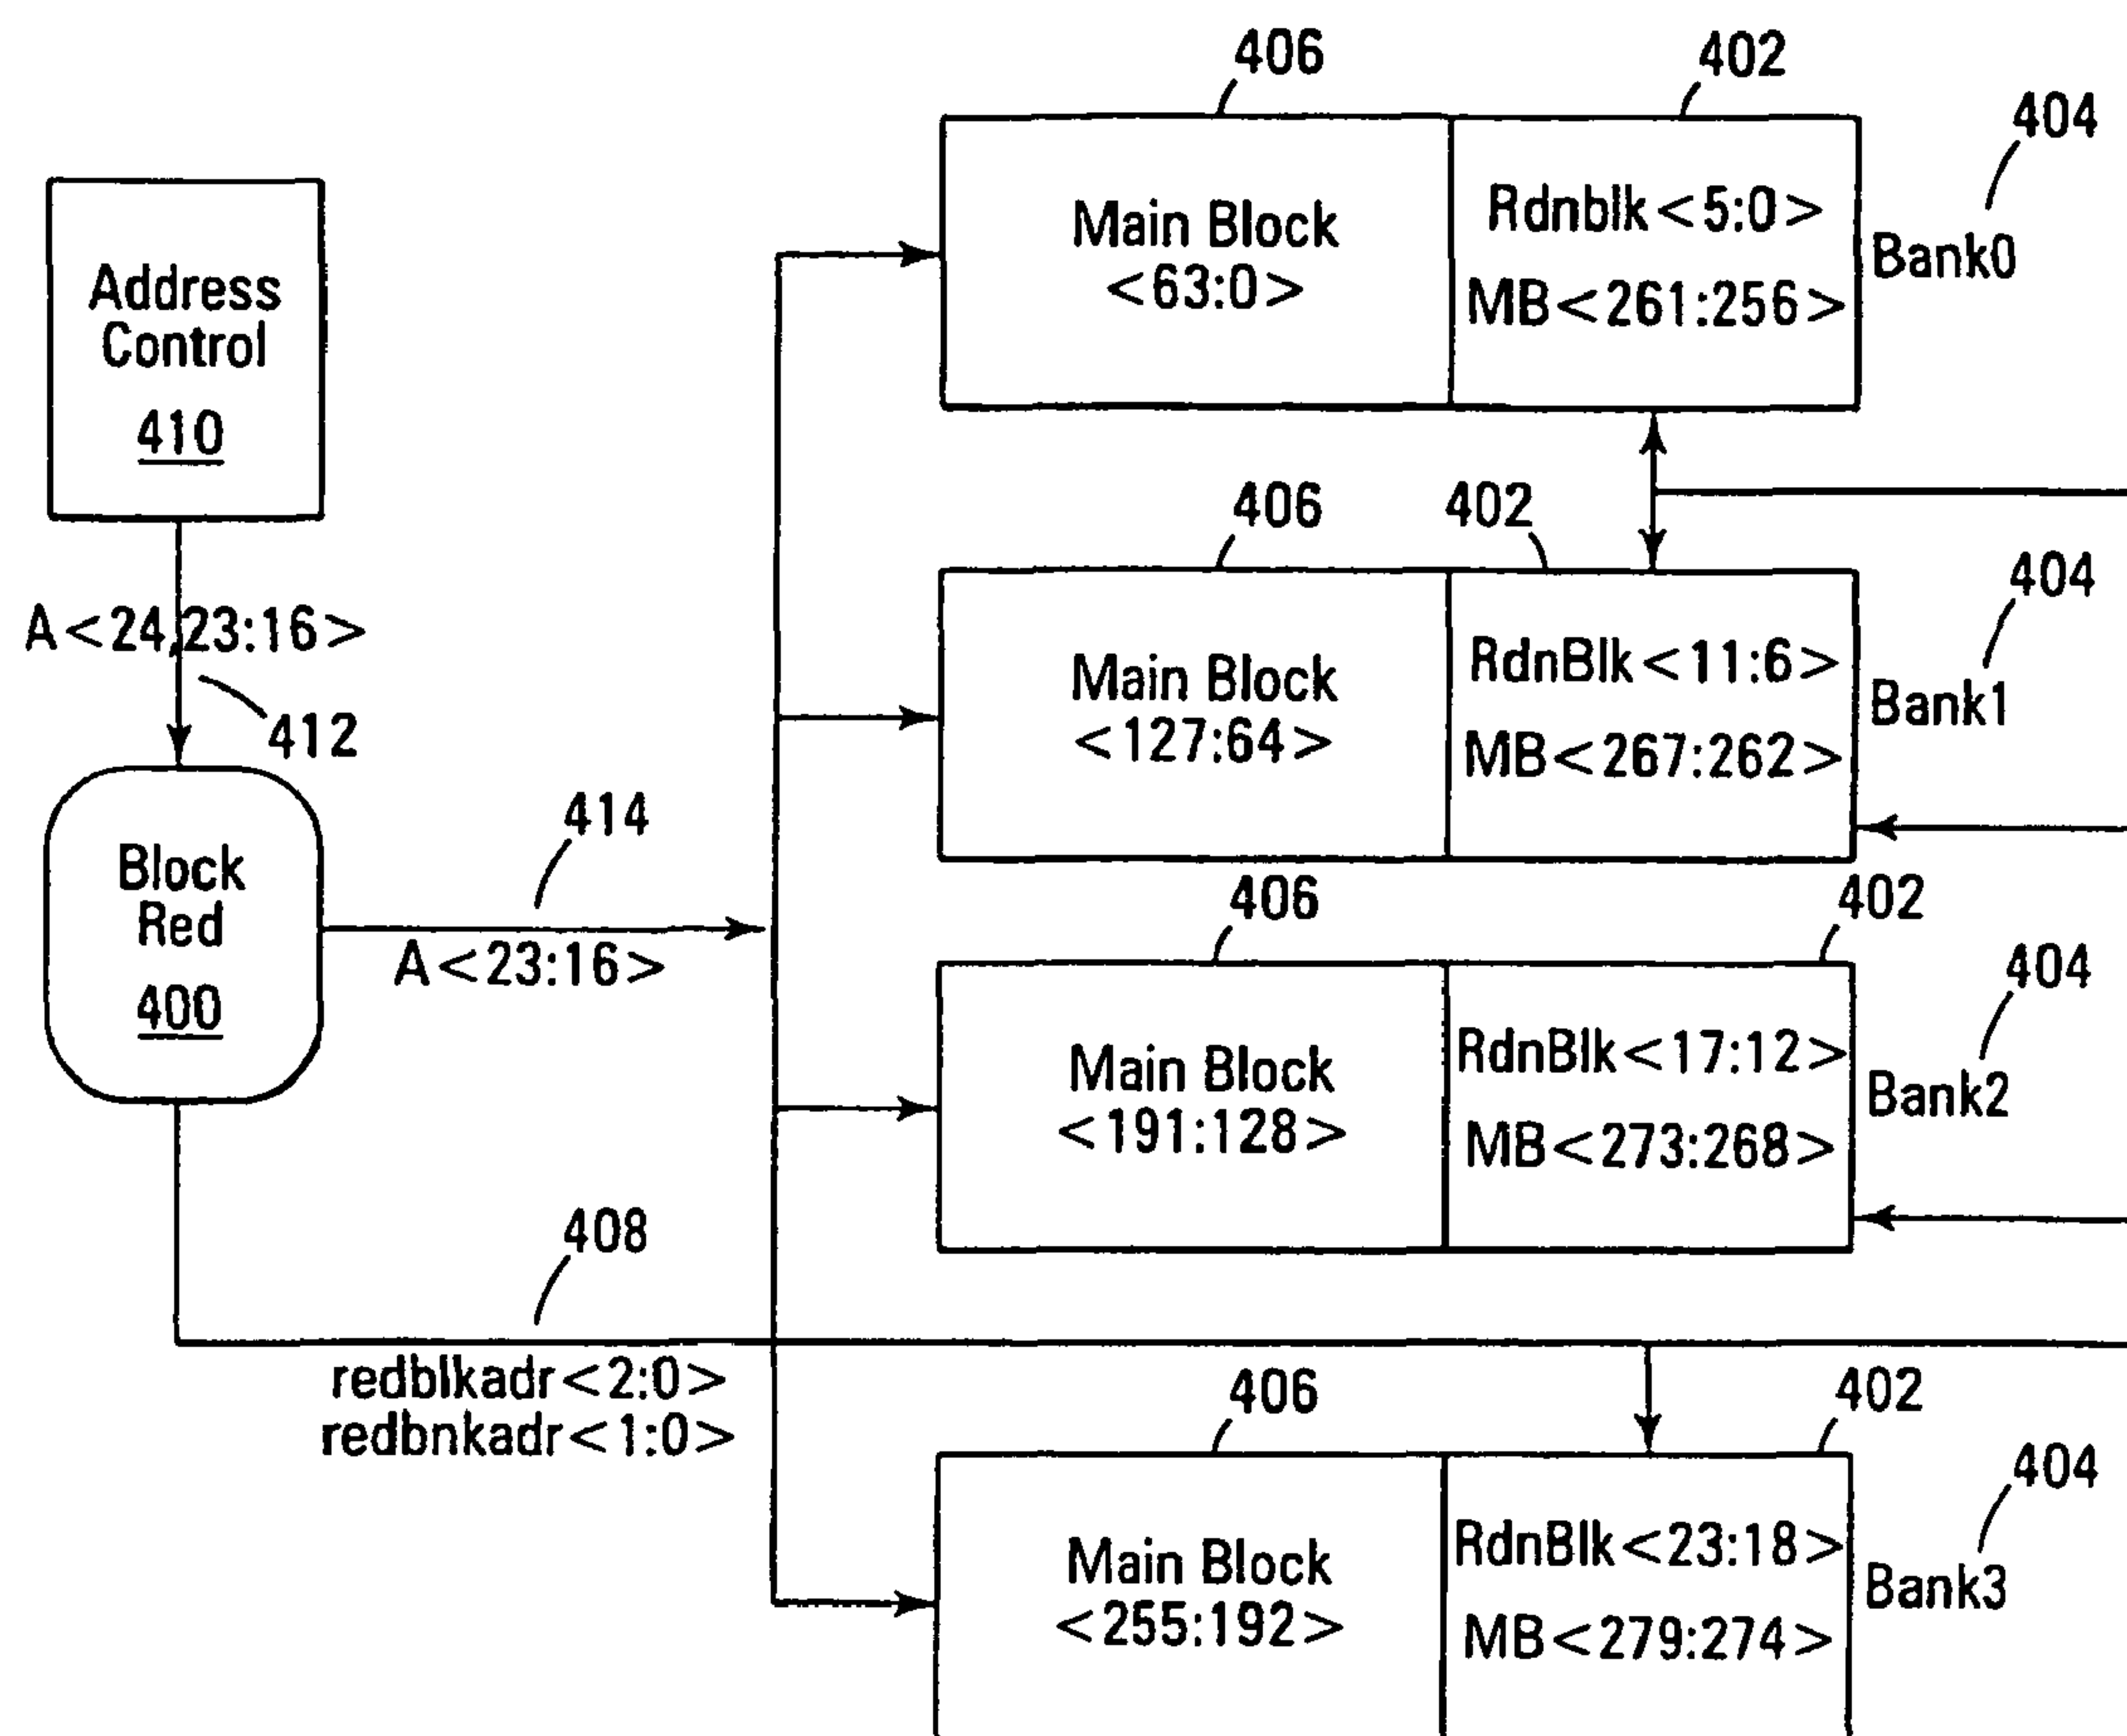 406
402
404
Address
Control
410
Main Block
<63:0>
Rdnblk<5:0>
MB<261:256>
Bank0
A<24,23:16>
412
406
402
404
Main Block
<127:64>
RdnBlk<11:6>
MB<267:262>
Bank1
Block
Red
400
414
A<23:16>
406
402
404
Main Block
<191:128>
RdnBlk<17:12>
MB<273:268>
Bank2
408
redblkadr<2:0>
redbnkadr<1:0>
406
402
404
Main Block
<255:192>
RdnBlk<23:18>
MB<279:274>
Bank3